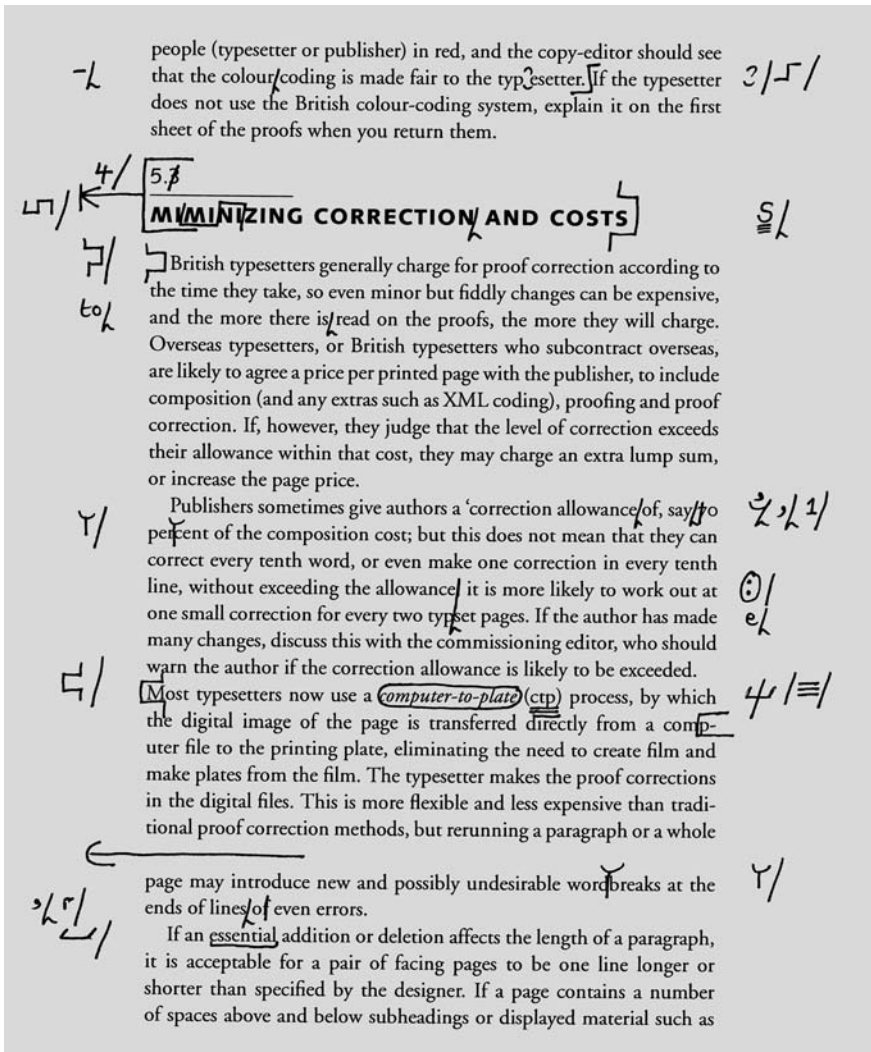 people (typesetter or publisher) in red, and the copy-editor should see
that the colour coding is made fair to the typesetter. If the typesetter
does not use the British colour-coding system, explain it on the first
sheet of the proofs when you return them.
4/ 5.3
MIMINIZING CORRECTION AND COSTS S
British typesetters generally charge for proof correction according to
the time they take, so even minor but fiddly changes can be expensive,
to and the more there is read on the proofs, the more they will charge.
Overseas typesetters, or British typesetters who subcontract overseas,
are likely to agree a price per printed page with the publisher, to include
composition (and any extras such as XML coding), proofing and proof
correction. If, however, they judge that the level of correction exceeds
their allowance within that cost, they may charge an extra lump sum,
or increase the page price.
Publishers sometimes give authors a ‘correction allowance of, say 1/
percent of the composition cost; but this does not mean that they can
correct every tenth word, or even make one correction in every tenth
line, without exceeding the allowance it is more likely to work out at :/
one small correction for every two typset pages. If the author has made e
many changes, discuss this with the commissioning editor, who should
warn the author if the correction allowance is likely to be exceeded.
Most typesetters now use a computer-to-plate (ctp) process, by which
the digital image of the page is transferred directly from a comp-
uter file to the printing plate, eliminating the need to create film and
make plates from the film. The typesetter makes the proof corrections
in the digital files. This is more flexible and less expensive than tradi-
tional proof correction methods, but rerunning a paragraph or a whole
page may introduce new and possibly undesirable wordbreaks at the
, r/ ends of lines of even errors.
If an essential addition or deletion affects the length of a paragraph,
it is acceptable for a pair of facing pages to be one line longer or
shorter than specified by the designer. If a page contains a number
of spaces above and below subheadings or displayed material such as